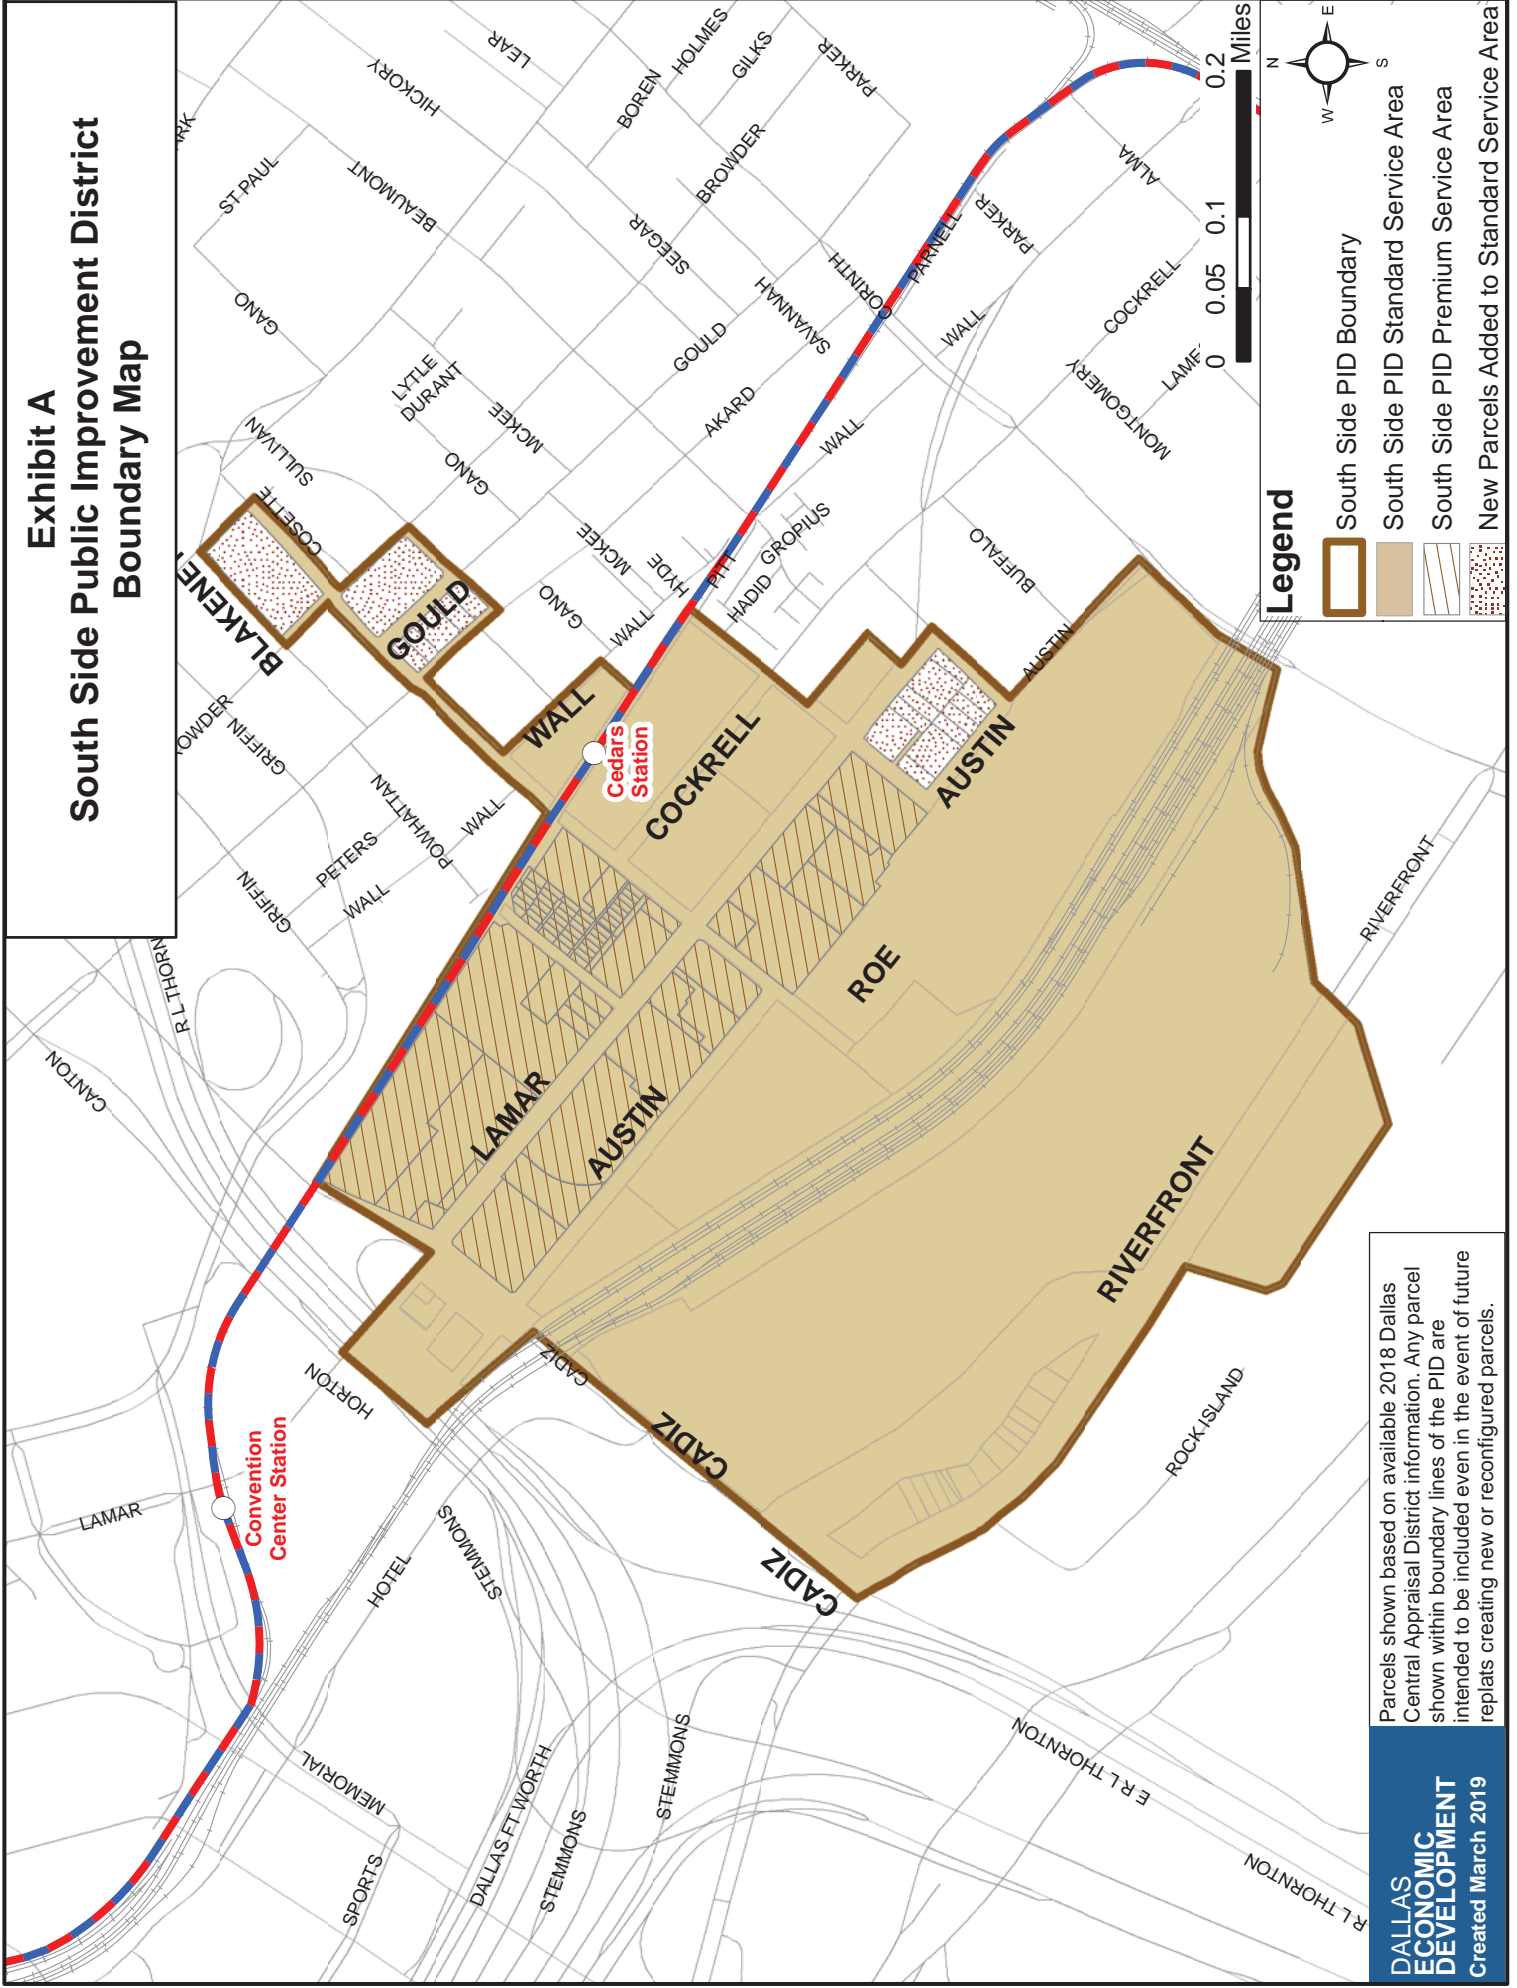 Exhibit A
South Side Public Improvement District
Boundary Map
ST PAUL
HICKORY
LEAR
BEAUMONT
GANO
HOLMES
GILKS
BOREN
PARKER
BROWDER
SEEGAR
SAVANNAH
CORINTH
PARNELL
PARKER
ALMA
GOULD
AKARD
WALL
WALL
COCKRELL
MONTGOMERY
LYTLE
DURANT
MCKEE
GANO
SULLIVAN
COSETTE
GOULD
MCKEE
HYDE
PITT
GROPIUS
HADID
GANO
WALL
BUFFALO
AUSTIN
GRIFFIN
POWHATTAN
WALL
PETERS
WALL
GRIFFIN
WALL
Cedars
Station
COCKRELL
AUSTIN
ROE
LAMAR
AUSTIN
RIVERFRONT
RIVERFRONT
CANTON
HORTON
CADIZ
CADIZ
CADIZ
ROCK ISLAND
LAMAR
Convention
Center Station
HOTEL
STEMMONS
MEMORIAL
SPORTS
DALLAS FT WORTH
STEMMONS
STEMMONS
E R L THORNTON
R L THORNTON
0 0.05 0.1 0.2
Miles
N
E
S
W
Legend
South Side PID Boundary
South Side PID Standard Service Area
South Side PID Premium Service Area
New Parcels Added to Standard Service Area
Parcels shown based on available 2018 Dallas
Central Appraisal District information. Any parcel
shown within boundary lines of the PID are
intended to be included even in the event of future
replats creating new or reconfigured parcels.
DALLAS
ECONOMIC
DEVELOPMENT
Created March 2019